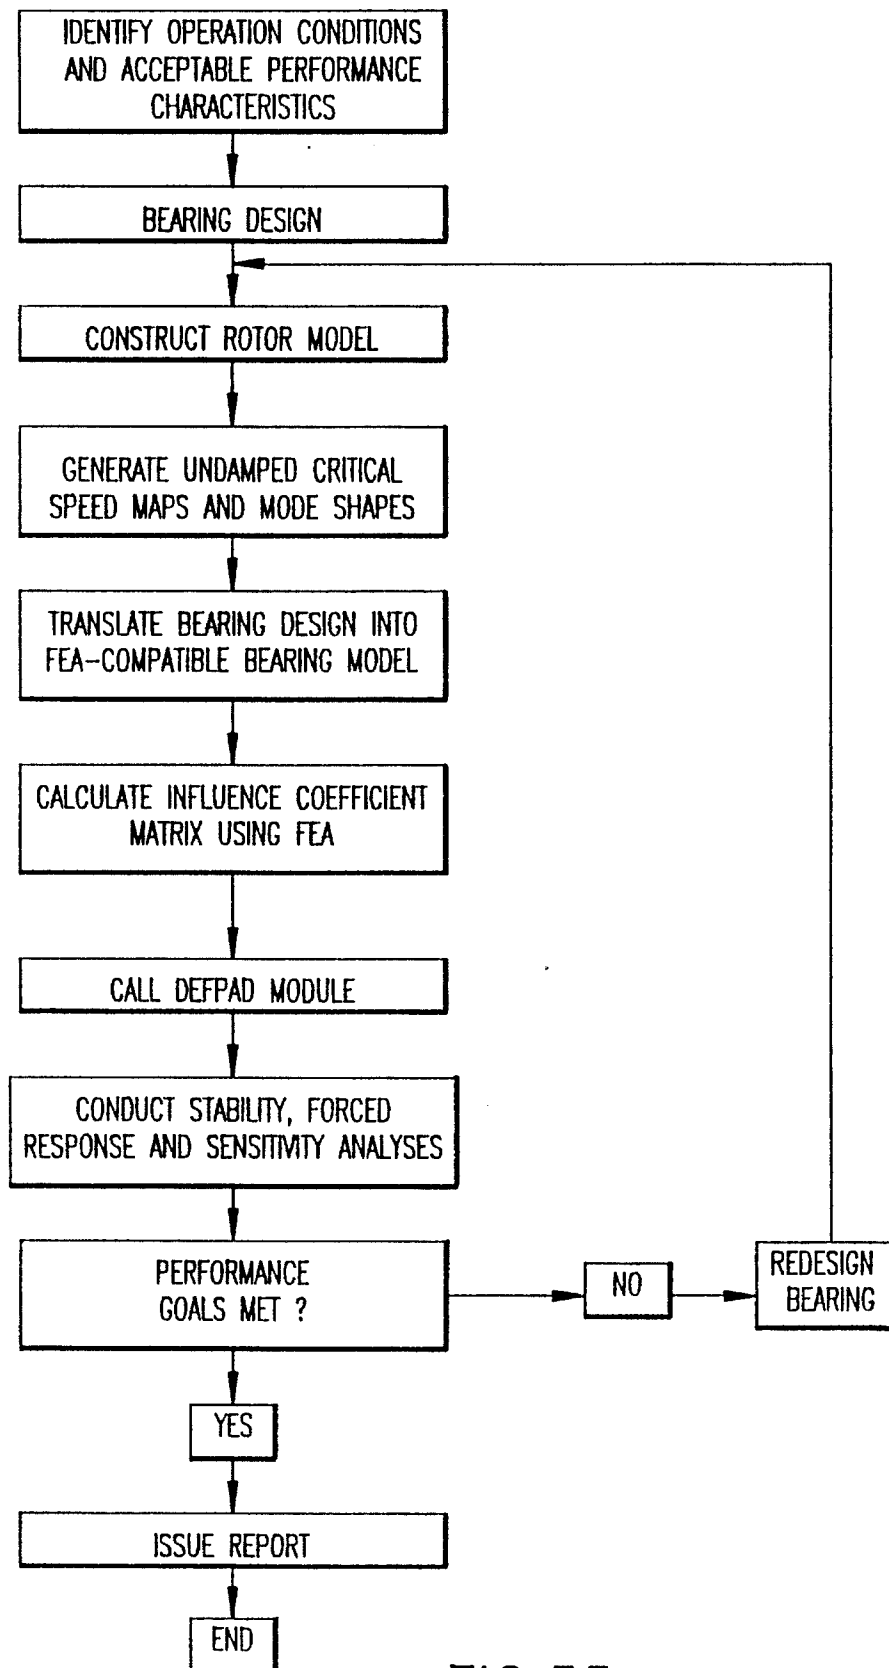 IDENTIFY OPERATION CONDITIONS
AND ACCEPTABLE PERFORMANCE
CHARACTERISTICS
BEARING DESIGN
CONSTRUCT ROTOR MODEL
GENERATE UNDAMPED CRITICAL
SPEED MAPS AND MODE SHAPES
TRANSLATE BEARING DESIGN INTO
FEA-COMPATIBLE BEARING MODEL
CALCULATE INFLUENCE COEFFICIENT
MATRIX USING FEA
CALL DEFPAD MODULE
CONDUCT STABILITY, FORCED
RESPONSE AND SENSITIVITY ANALYSES
PERFORMANCE
GOALS MET ?
NO
REDESIGN
BEARING
YES
ISSUE REPORT
END